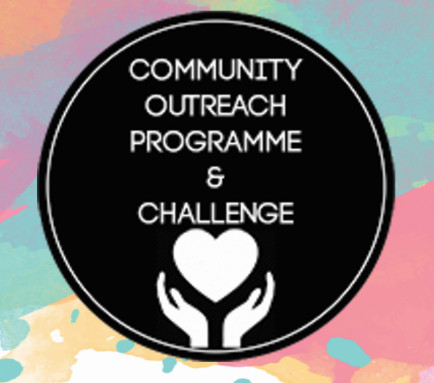 COMMUNITY
OUTREACH
PROGRAMME
&
CHALLENGE